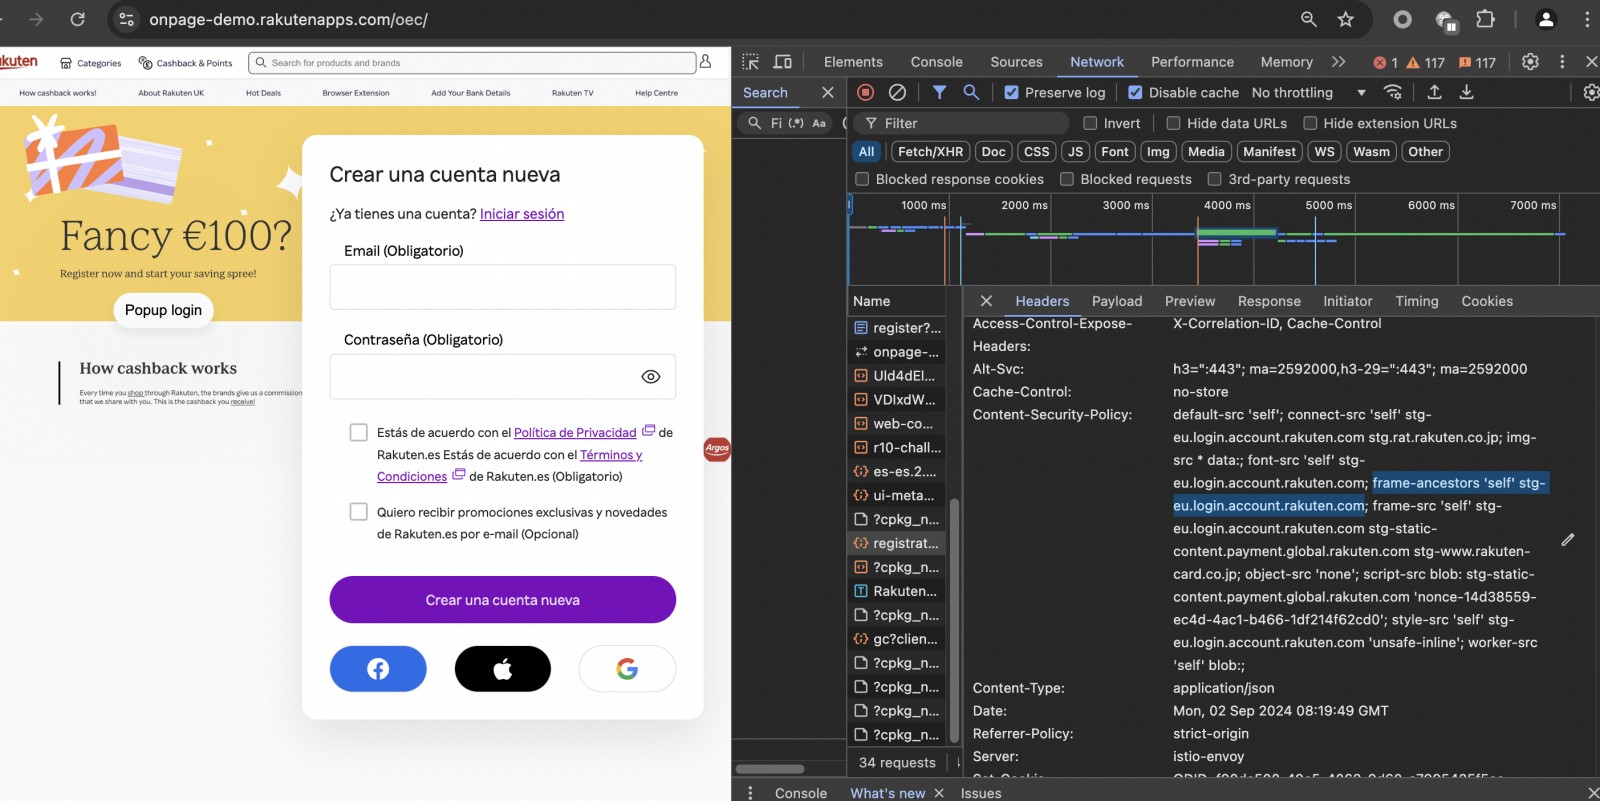 onpage-demo.rakutenapps.com/oec/
Categories
Cashback & Points
Search for products and brands
How cashback works!
About Rakuten UK
Hot Deals
Browser Extension
Add Your Bank Details
Rakuten TV
Help Centre
Fancy €100?
Register now and start your saving spree!
Popup login
How cashback works
Every time you shop through Rakuten, the brands give us a commission
that we share with you. This is the cashback you receive!
Crear una cuenta nueva
¿Ya tienes una cuenta? Iniciar sesión
Email (Obligatorio)
Contraseña (Obligatorio)
Estás de acuerdo con el Política de Privacidad de
Rakuten.es Estás de acuerdo con el Términos y
Condiciones de Rakuten.es (Obligatorio)
Quiero recibir promociones exclusivas y novedades
de Rakuten.es por e-mail (Opcional)
Crear una cuenta nueva
Argos
Elements
Console
Sources
Network
Performance
Memory
1
117
117
Search
Preserve log
Disable cache
No throttling
Fi (.*) Aa
Filter
Invert
Hide data URLs
Hide extension URLs
All
Fetch/XHR
Doc
CSS
JS
Font
Img
Media
Manifest
WS
Wasm
Other
Blocked response cookies
Blocked requests
3rd-party requests
1000 ms
2000 ms
3000 ms
4000 ms
5000 ms
6000 ms
7000 ms
Name
register?...
onpage-...
Uld4dEl...
VDlxdW...
web-co...
r10-chall...
es-es.2....
ui-meta...
?cpkg_n...
registrat...
?cpkg_n...
Rakuten...
?cpkg_n...
gc?clien...
?cpkg_n...
?cpkg_n...
?cpkg_n...
?cpkg_n...
34 requests
Headers
Payload
Preview
Response
Initiator
Timing
Cookies
Access-Control-Expose-
Headers:
X-Correlation-ID, Cache-Control
Alt-Svc:
h3=":443"; ma=2592000,h3-29=":443"; ma=2592000
Cache-Control:
no-store
Content-Security-Policy:
default-src 'self'; connect-src 'self' stg-
eu.login.account.rakuten.com stg.rat.rakuten.co.jp; img-
src * data:; font-src 'self' stg-
eu.login.account.rakuten.com; frame-ancestors 'self' stg-
eu.login.account.rakuten.com; frame-src 'self' stg-
eu.login.account.rakuten.com stg-static-
content.payment.global.rakuten.com stg-www.rakuten-
card.co.jp; object-src 'none'; script-src blob: stg-static-
content.payment.global.rakuten.com 'nonce-14d38559-
ec4d-4ac1-b466-1df214f62cd0'; style-src 'self' stg-
eu.login.account.rakuten.com 'unsafe-inline'; worker-src
'self' blob:;
Content-Type:
application/json
Date:
Mon, 02 Sep 2024 08:19:49 GMT
Referrer-Policy:
strict-origin
Server:
istio-envoy
Console
What's new
Issues